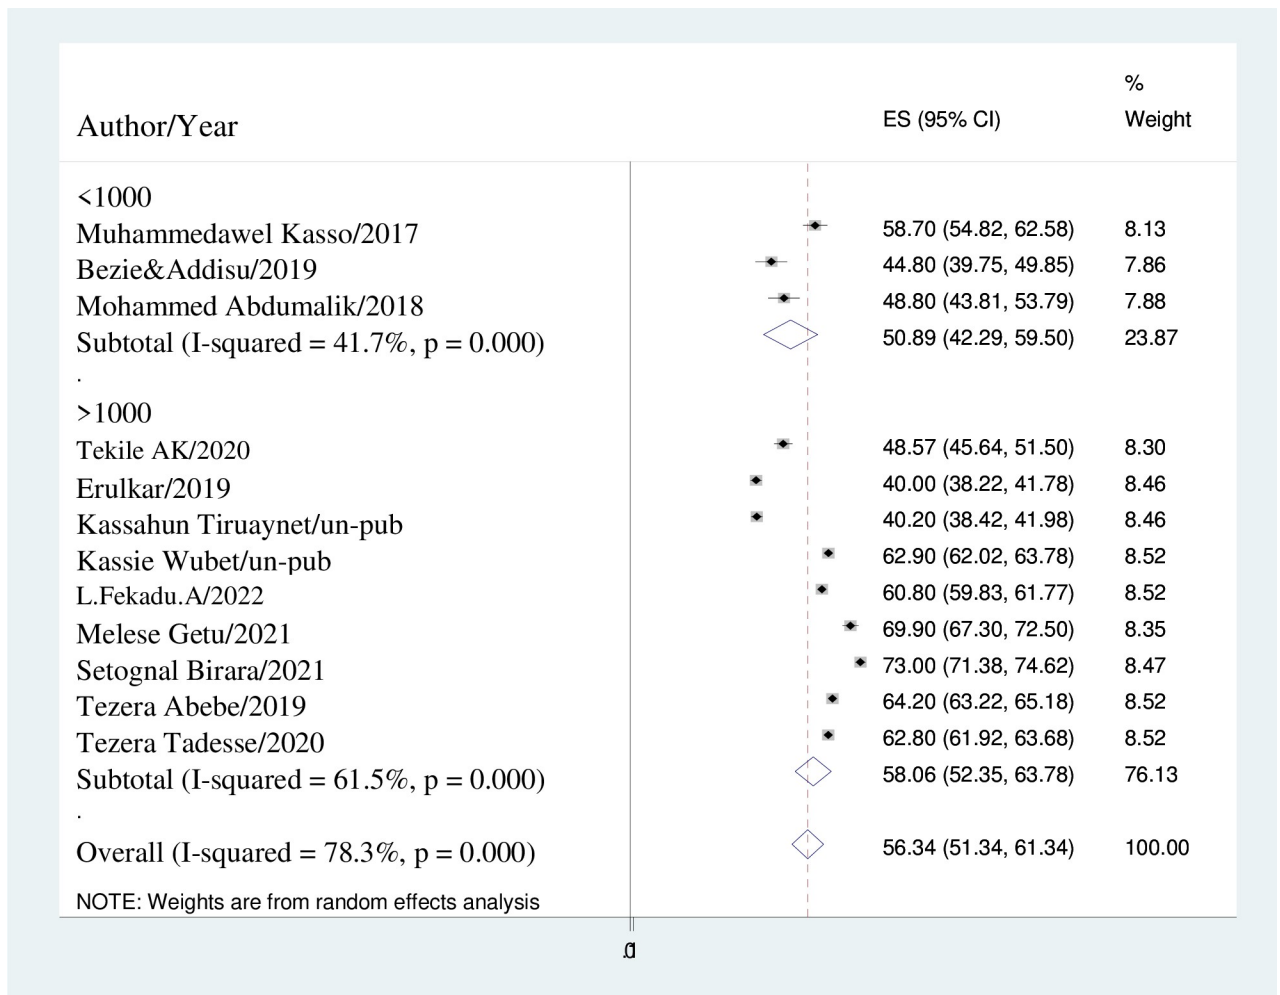 %
Author/Year ES (95% CI) Weight
<1000
Muhammedawel Kasso/2017 58.70 (54.82, 62.58) 8.13
Bezie&Addisu/2019 44.80 (39.75, 49.85) 7.86
Mohammed Abdumalik/2018 48.80 (43.81, 53.79) 7.88
Subtotal (I-squared = 41.7%, p = 0.000) 50.89 (42.29, 59.50) 23.87
.
>1000
Tekile AK/2020 48.57 (45.64, 51.50) 8.30
Erulkar/2019 40.00 (38.22, 41.78) 8.46
Kassahun Tiruaynet/un-pub 40.20 (38.42, 41.98) 8.46
Kassie Wubet/un-pub 62.90 (62.02, 63.78) 8.52
L.Fekadu.A/2022 60.80 (59.83, 61.77) 8.52
Melese Getu/2021 69.90 (67.30, 72.50) 8.35
Setognal Birara/2021 73.00 (71.38, 74.62) 8.47
Tezera Abebe/2019 64.20 (63.22, 65.18) 8.52
Tezera Tadesse/2020 62.80 (61.92, 63.68) 8.52
Subtotal (I-squared = 61.5%, p = 0.000) 58.06 (52.35, 63.78) 76.13
.
Overall (I-squared = 78.3%, p = 0.000) 56.34 (51.34, 61.34) 100.00
NOTE: Weights are from random effects analysis